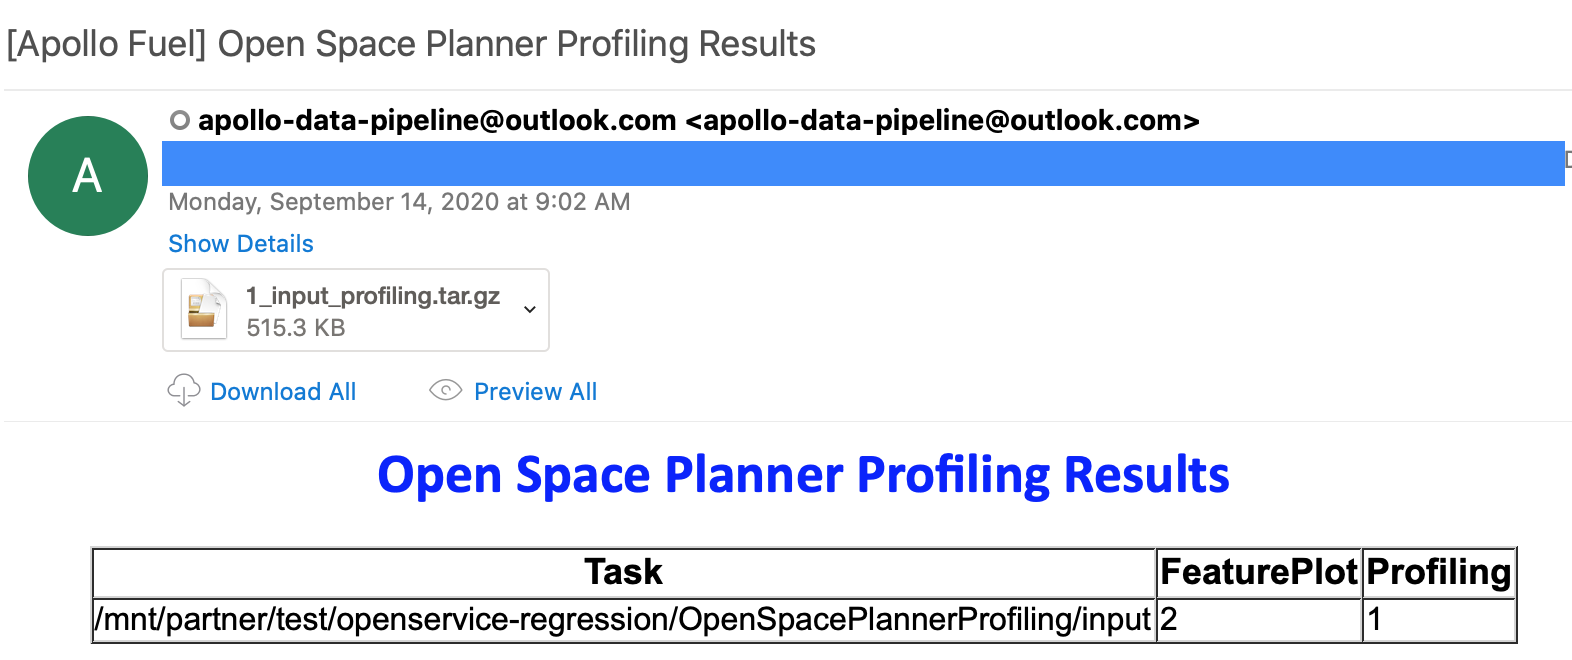 [Apollo Fuel] Open Space Planner Profiling Results
A
apollo-data-pipeline@outlook.com <apollo-data-pipeline@outlook.com>
Monday, September 14, 2020 at 9:02 AM
Show Details
1_input_profiling.tar.gz
515.3 KB
Download All Preview All
Open Space Planner Profiling Results
Task FeaturePlot Profiling
/mnt/partner/test/openservice-regression/OpenSpacePlannerProfiling/input 2 1